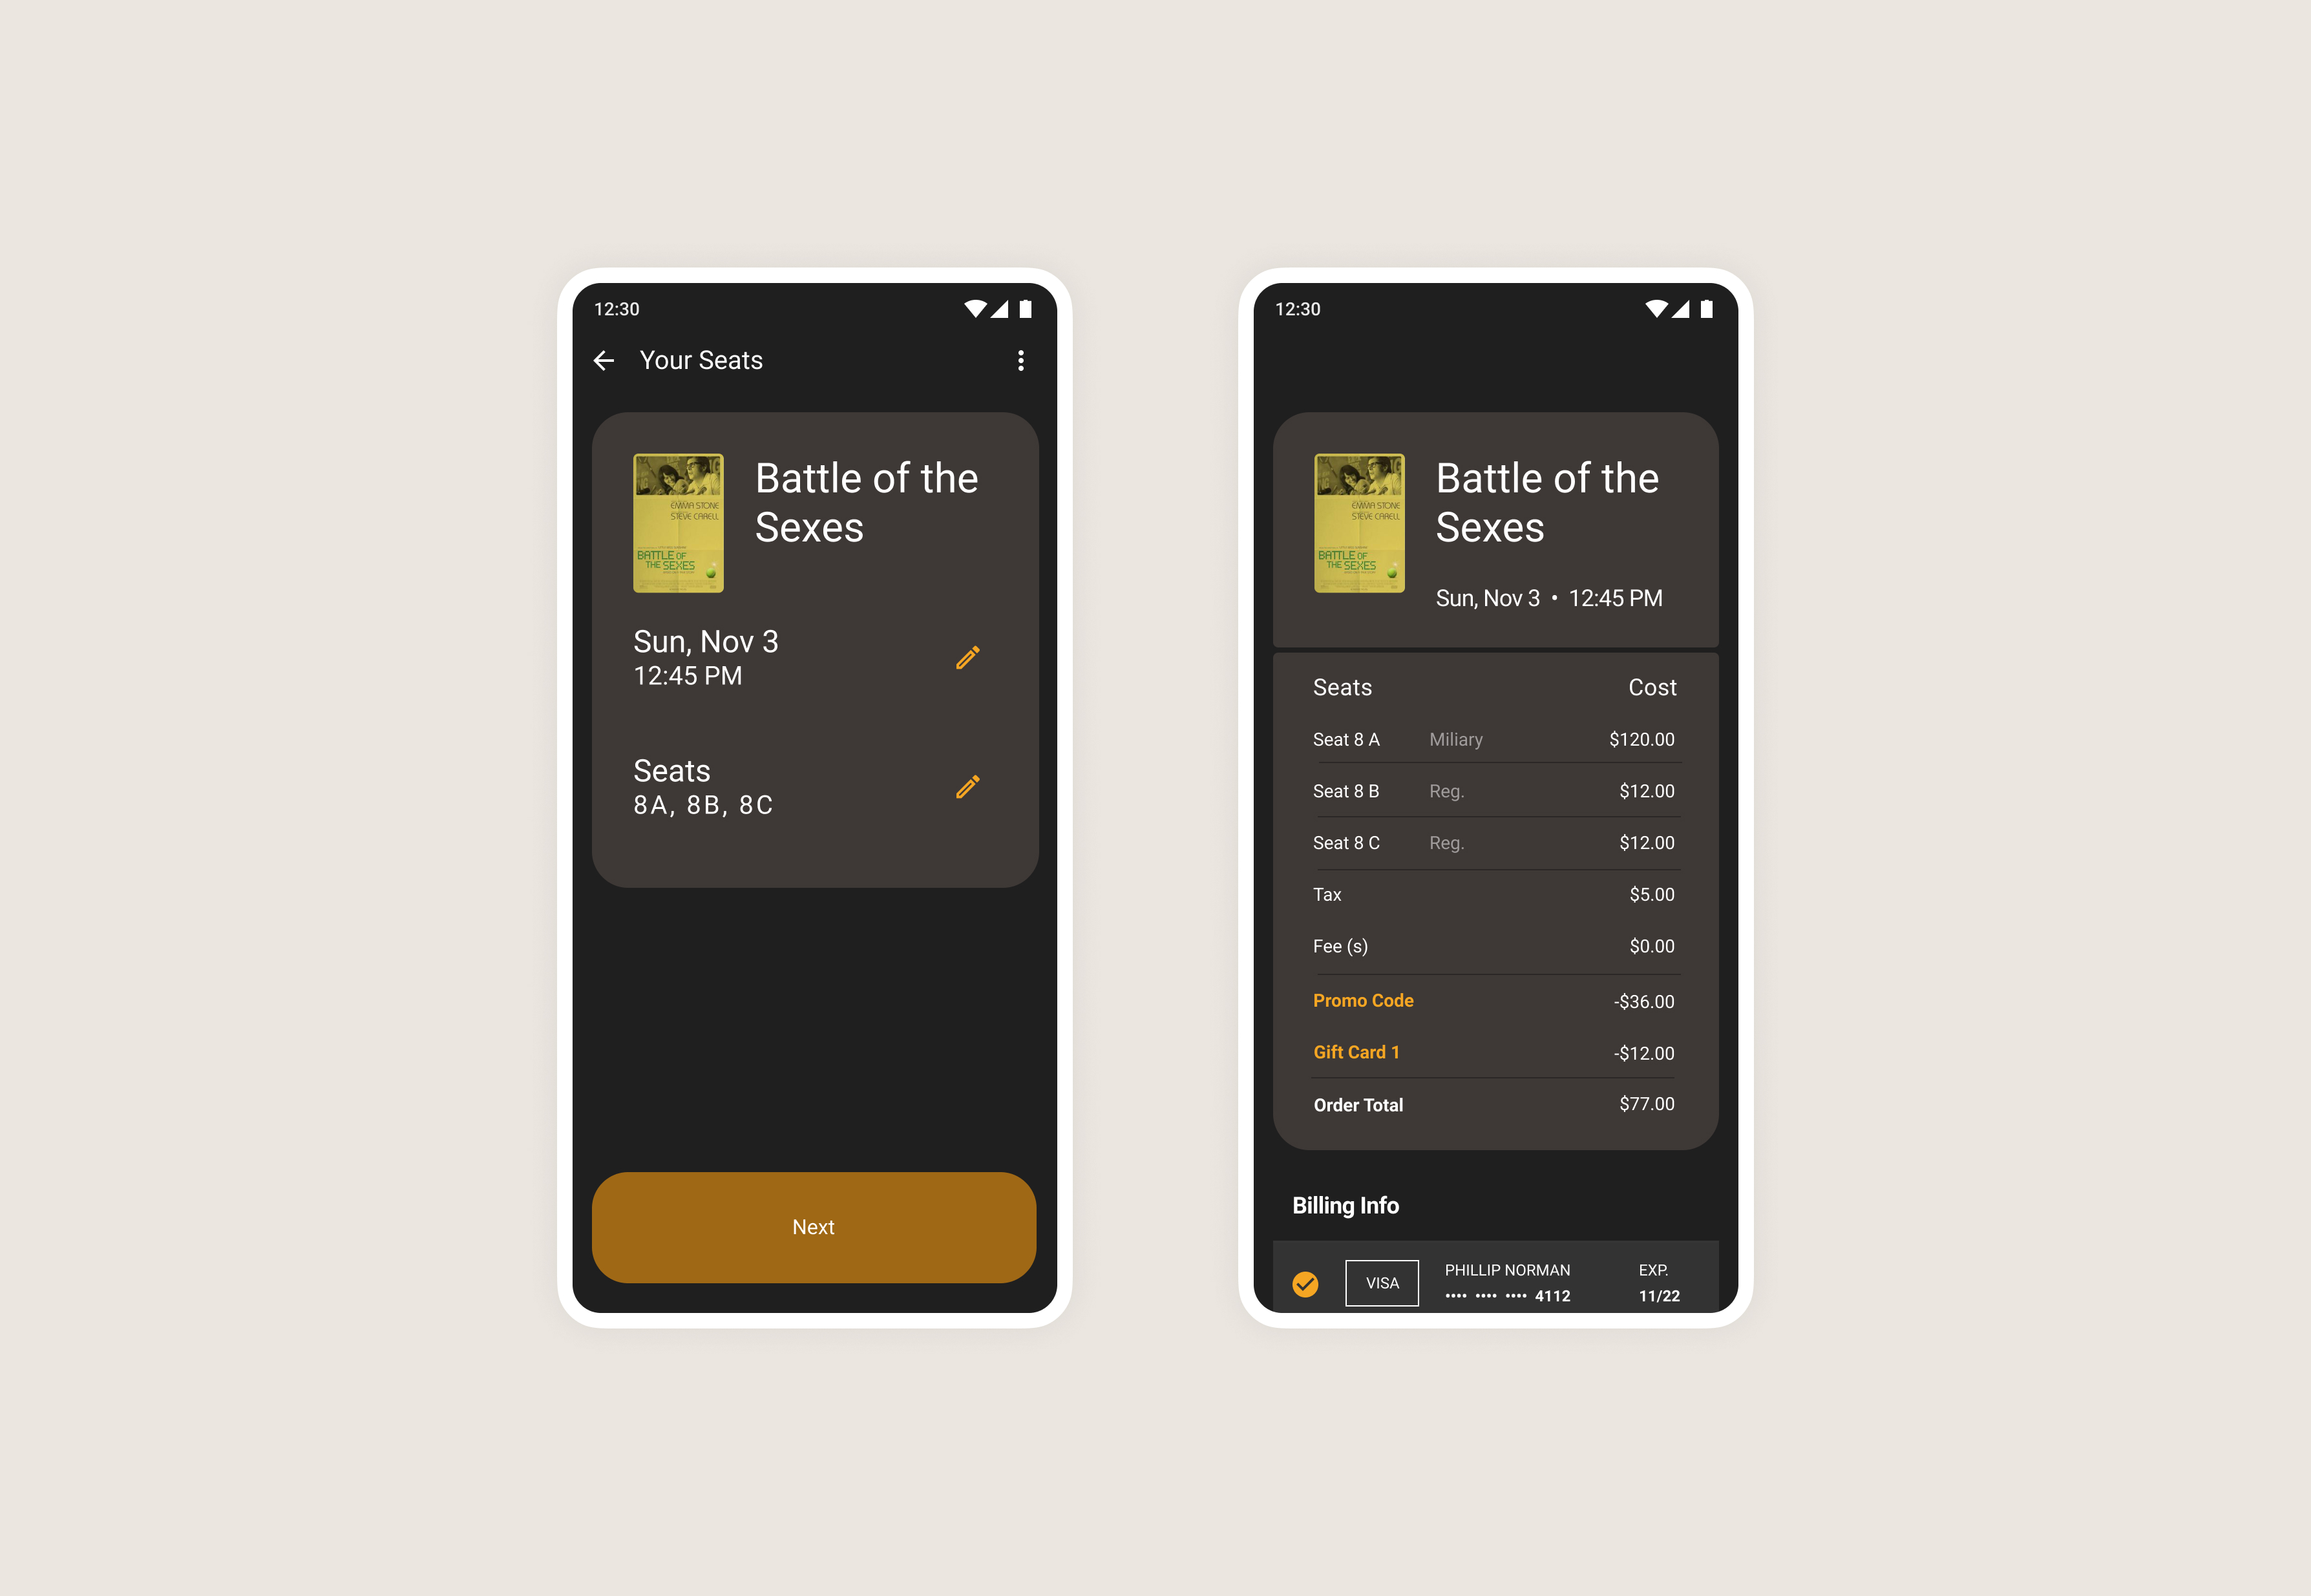 12:30
Your Seats
EMMA STONE
STEVE CARELL
BATTLE OF
THE SEXES
Battle of the
Sexes
Sun, Nov 3
12:45 PM
Seats
8A, 8B, 8C
Next
12:30
EMMA STONE
STEVE CARELL
BATTLE OF
THE SEXES
Battle of the
Sexes
Sun, Nov 3 • 12:45 PM
Seats Cost
Seat 8 A Miliary $120.00
Seat 8 B Reg. $12.00
Seat 8 C Reg. $12.00
Tax $5.00
Fee (s) $0.00
Promo Code -$36.00
Gift Card 1 -$12.00
Order Total $77.00
Billing Info
VISA PHILLIP NORMAN EXP.
•••• •••• •••• 4112 11/22